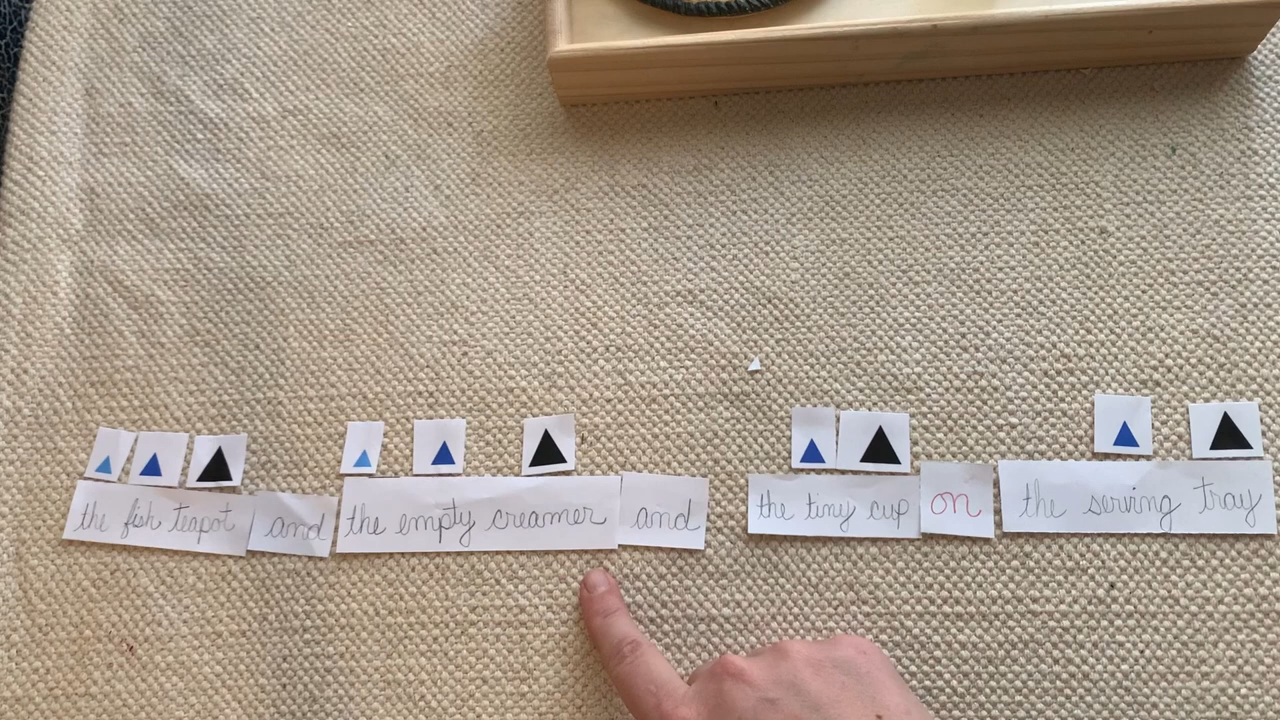 the fish teapot and the empty creamer and the tiny cup on the serving tray